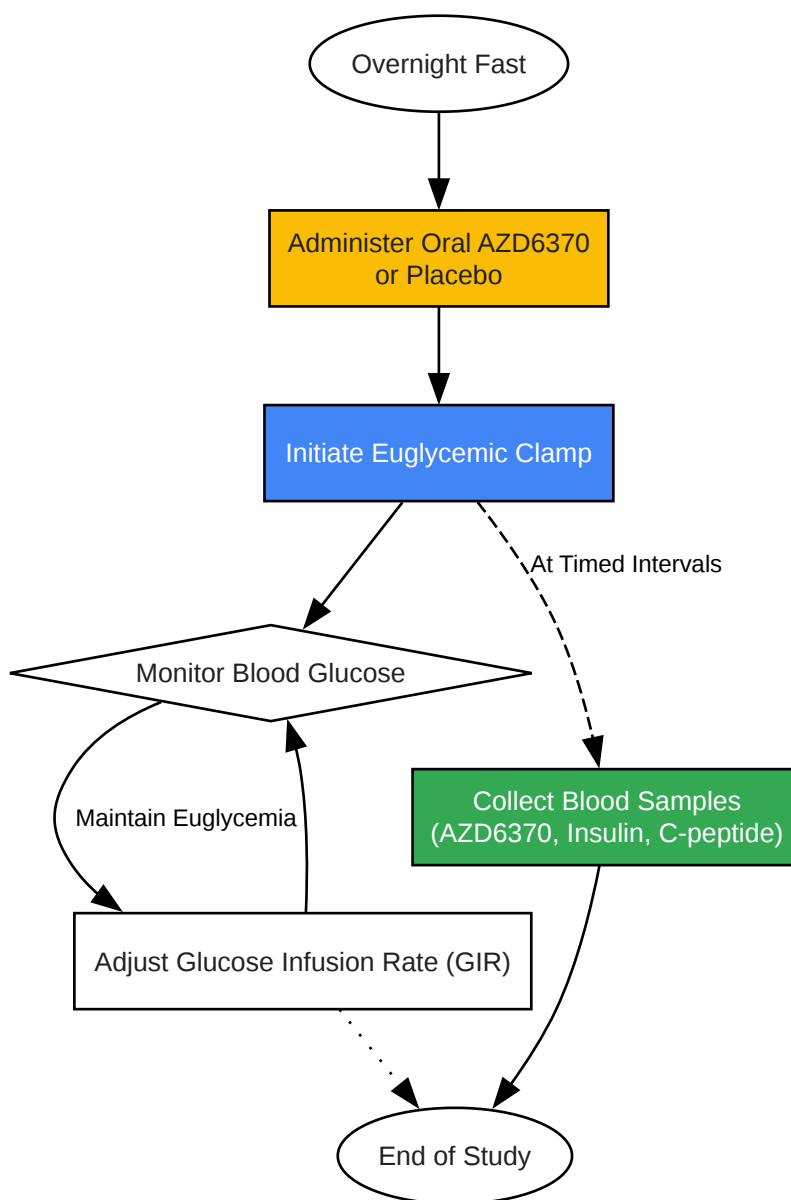 Overnight Fast
Administer Oral AZD6370
or Placebo
Initiate Euglycemic Clamp
At Timed Intervals
Monitor Blood Glucose
Collect Blood Samples
(AZD6370, Insulin, C-peptide)
Maintain Euglycemia
Adjust Glucose Infusion Rate (GIR)
End of Study